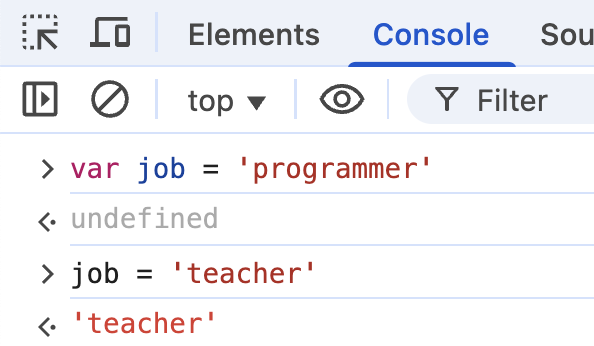 Elements Console Sou
top Filter
var job = 'programmer'
undefined
job = 'teacher'
'teacher'